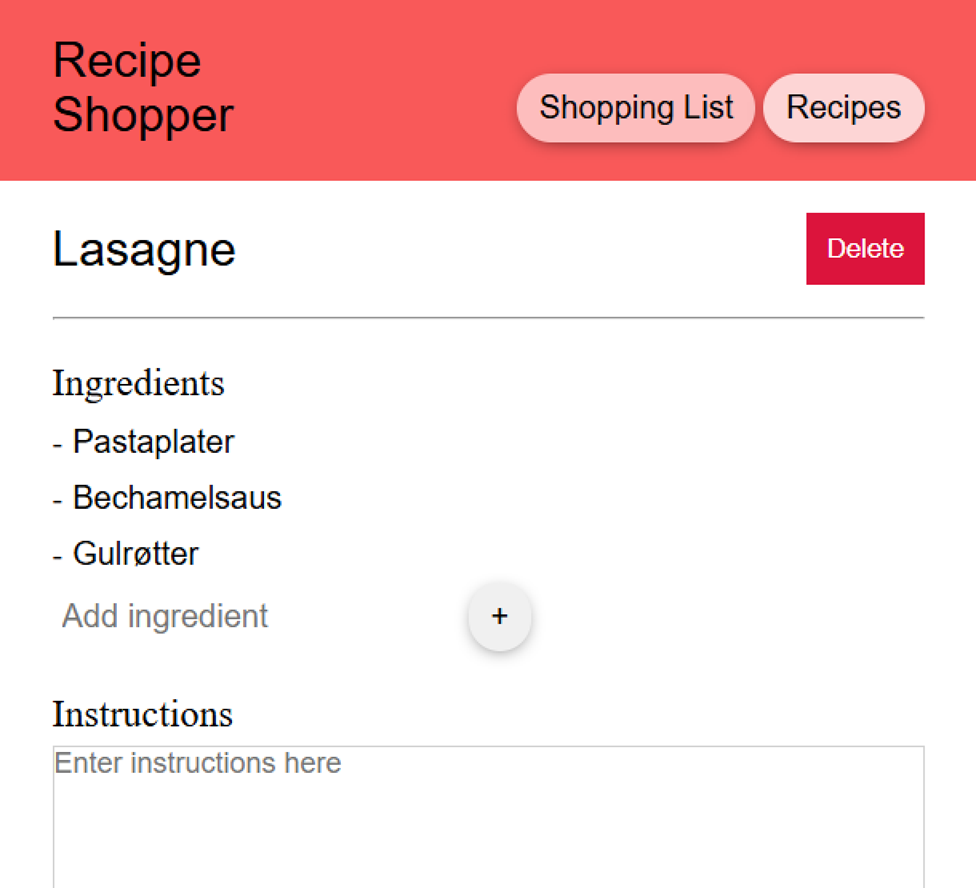 Recipe
Shopper
Shopping List
Recipes
Lasagne
Delete
Ingredients
- Pastaplater
- Bechamelsaus
- Gulrøtter
Add ingredient
+
Instructions
Enter instructions here